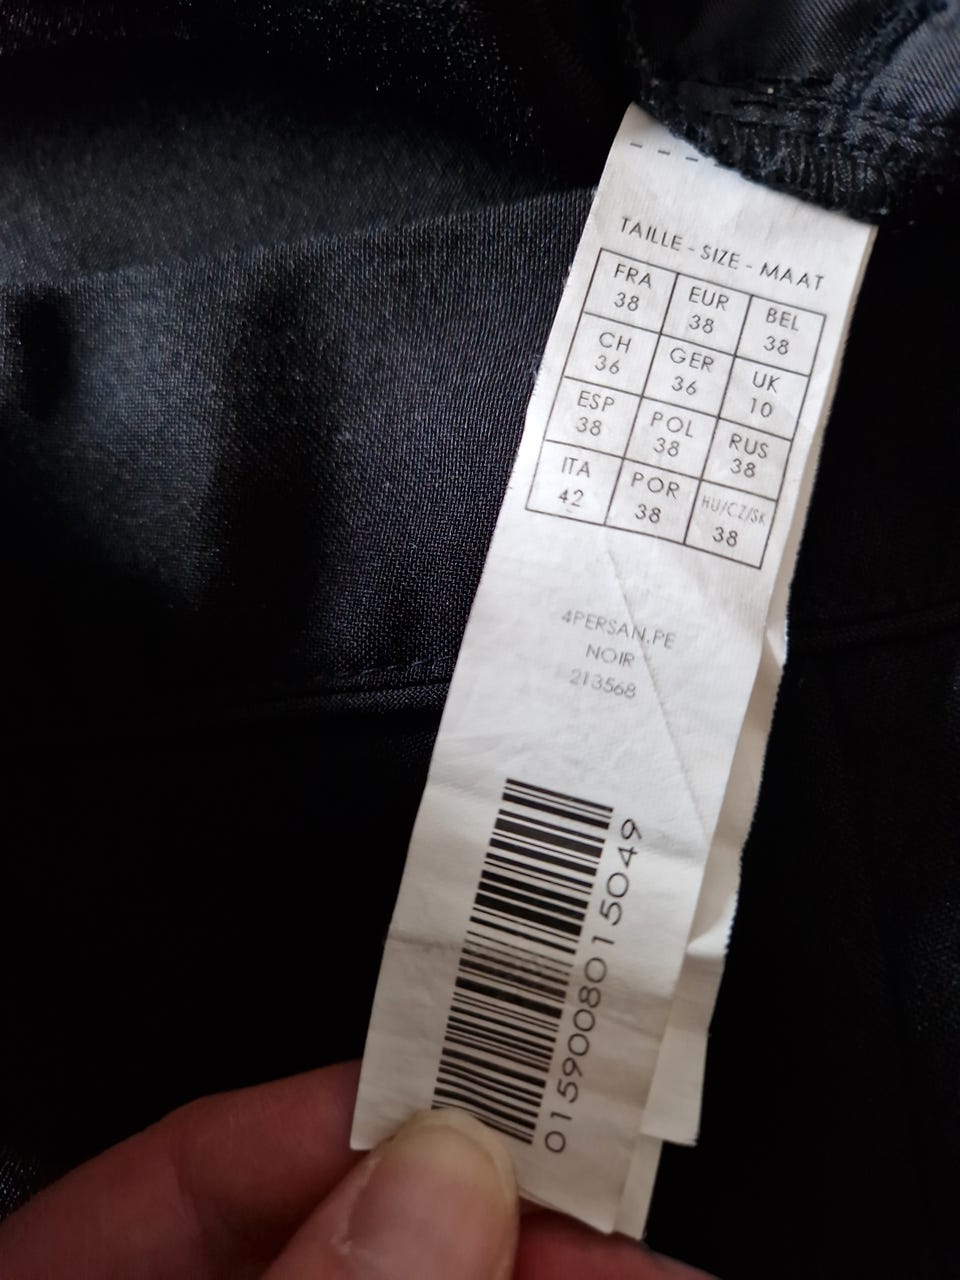 TAILLE - SIZE - MAAT
FRA EUR BEL
38 38 38
CH GER UK
36 36 10
ESP POL RUS
38 38 38
ITA POR HU/CZ/SK
42 38 38
4PERSAN.PE
NOIR
213568
0159008015049